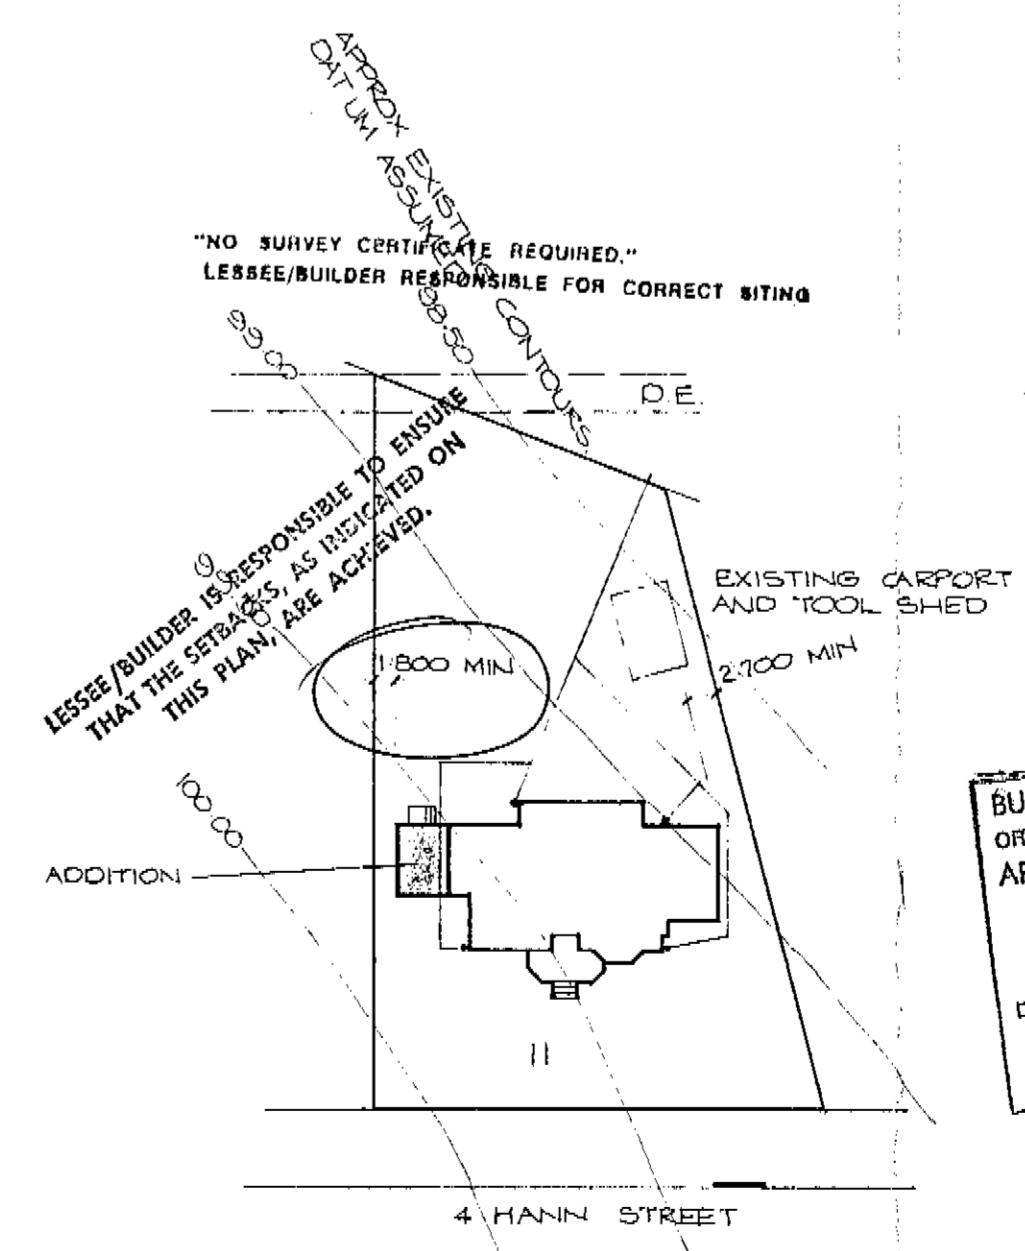 APPROX EXISTING CONTOURS
DATUM ASSUMED
"NO SURVEY CERTIFICATE REQUIRED."
LESSEE/BUILDER RESPONSIBLE FOR CORRECT SITING
99.00
98.50
D.E.
LESSEE/BUILDER IS RESPONSIBLE TO ENSURE
THAT THE SETBACKS, AS INDICATED ON
THIS PLAN, ARE ACHIEVED.
EXISTING CARPORT
AND TOOL SHED
1.800 MIN
2.700 MIN
100.00
ADDITION
11
4 HANN STREET